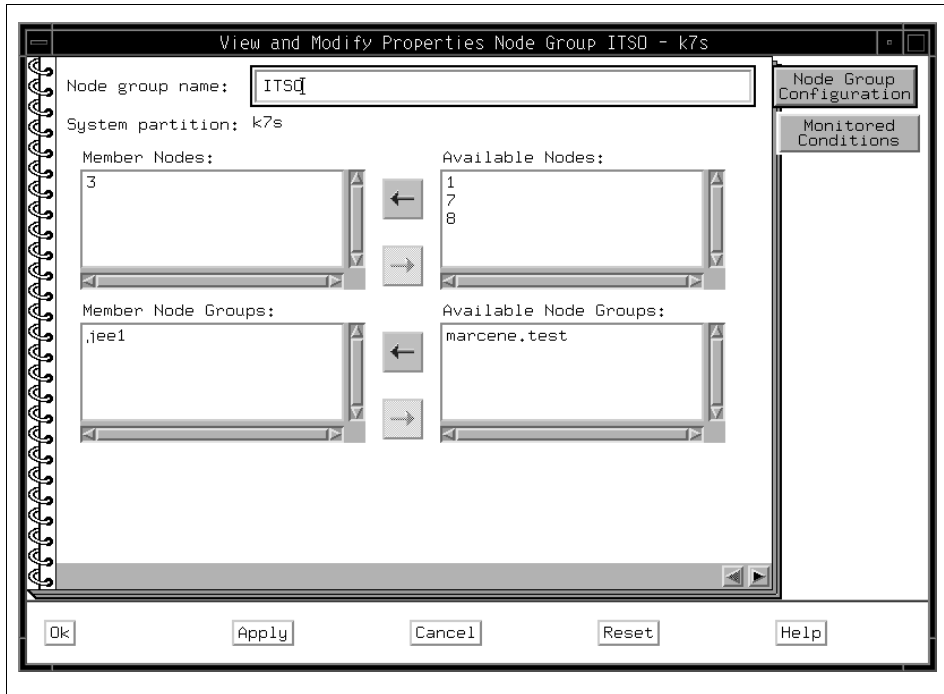 View and Modify Properties Node Group ITSO - k7s
Node group name: ITSO
Node Group
Configuration
System partition: k7s
Monitored
Conditions
Member Nodes:
3
Available Nodes:
1
7
8
Member Node Groups:
,jee1
Available Node Groups:
marcene.test
Ok Apply Cancel Reset Help